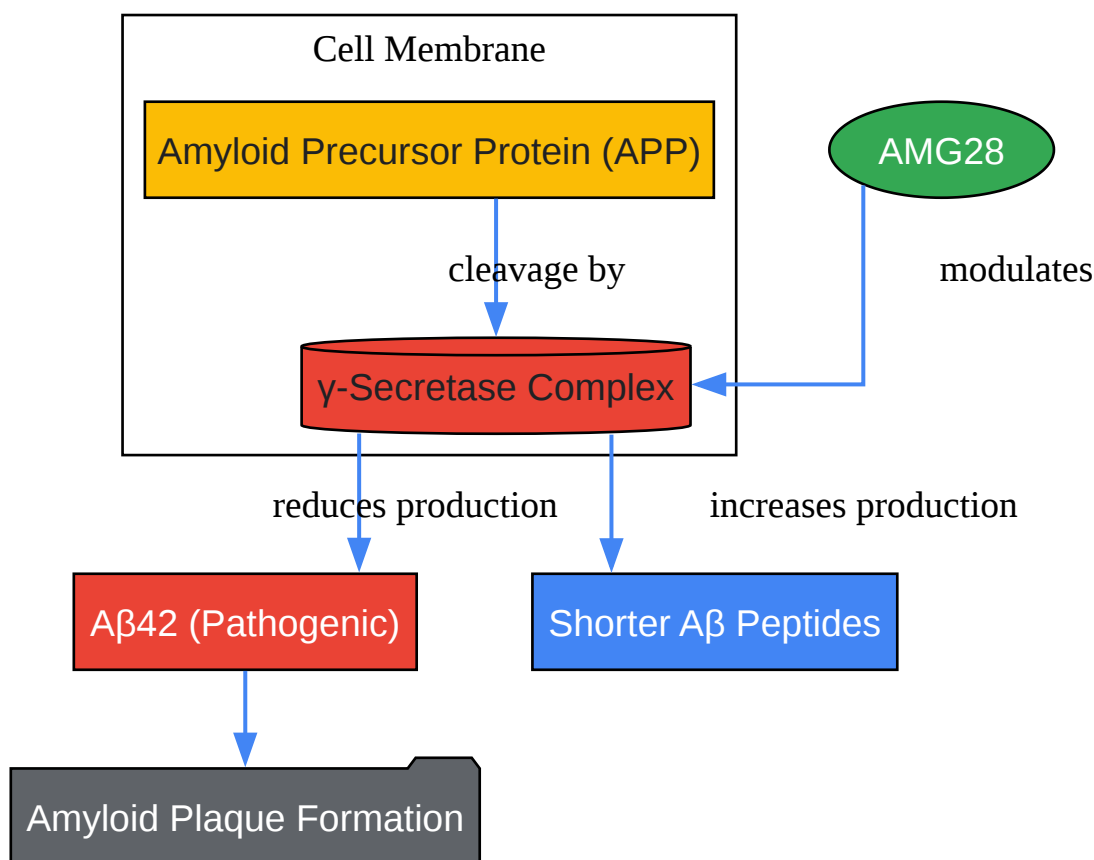 Cell Membrane
Amyloid Precursor Protein (APP)
AMG28
cleavage by
modulates
γ-Secretase Complex
reduces production
increases production
Aβ42 (Pathogenic)
Shorter Aβ Peptides
Amyloid Plaque Formation